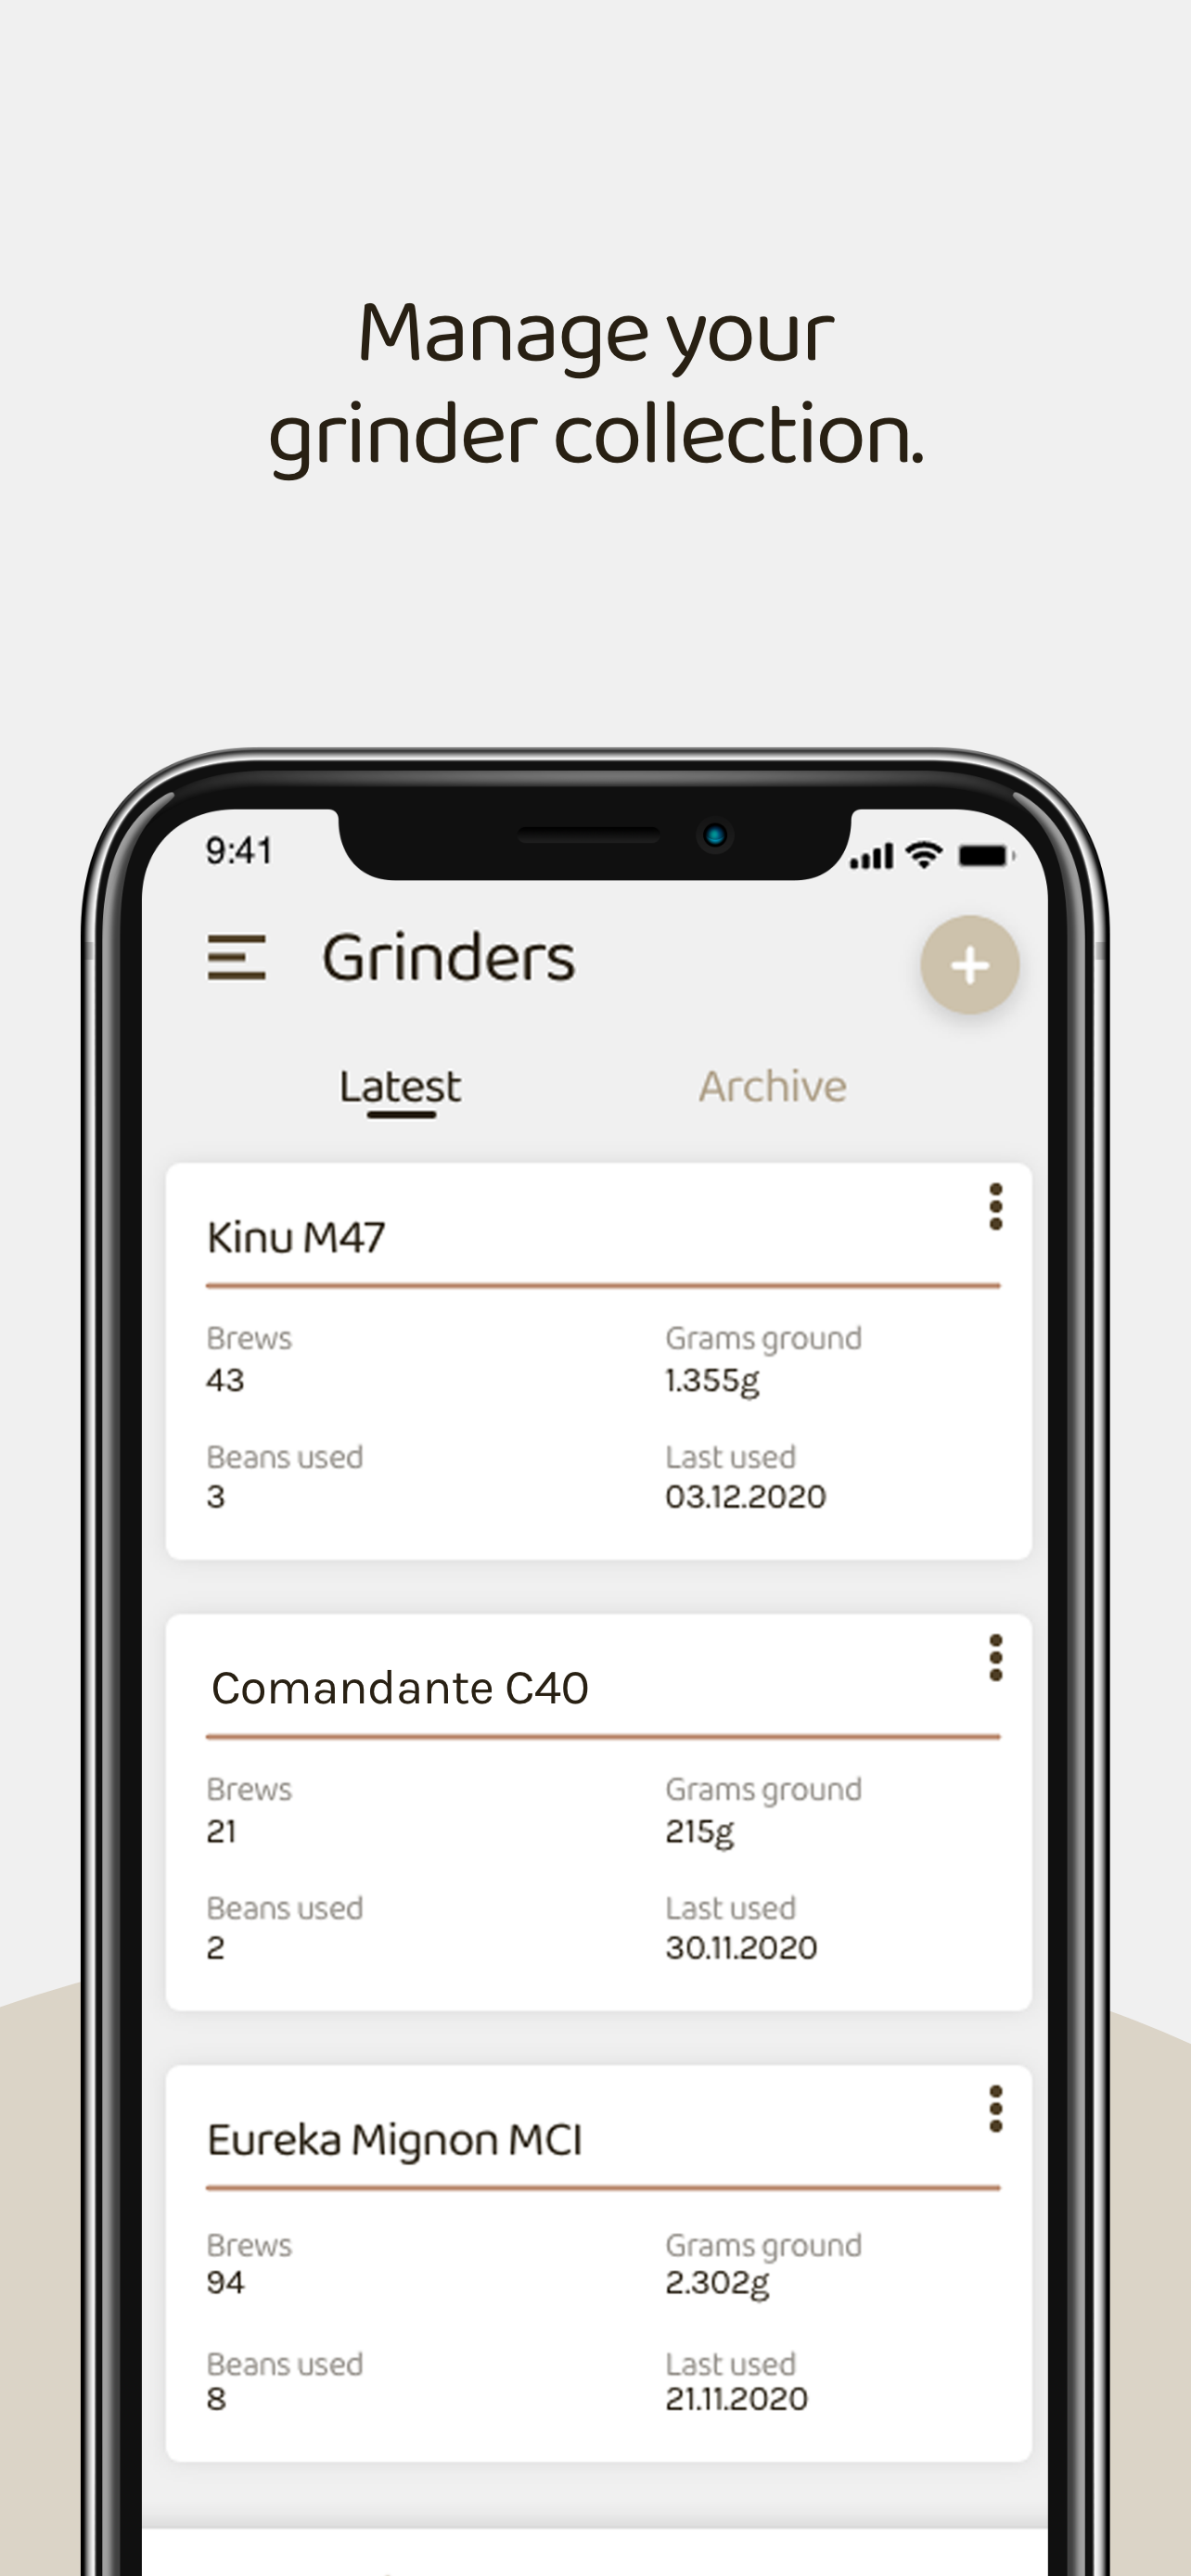 Manage your
grinder collection.
9:41
Grinders
Latest Archive
Kinu M47
Brews Grams ground
43 1.355g
Beans used Last used
3 03.12.2020
Comandante C40
Brews Grams ground
21 215g
Beans used Last used
2 30.11.2020
Eureka Mignon MCI
Brews Grams ground
94 2.302g
Beans used Last used
8 21.11.2020